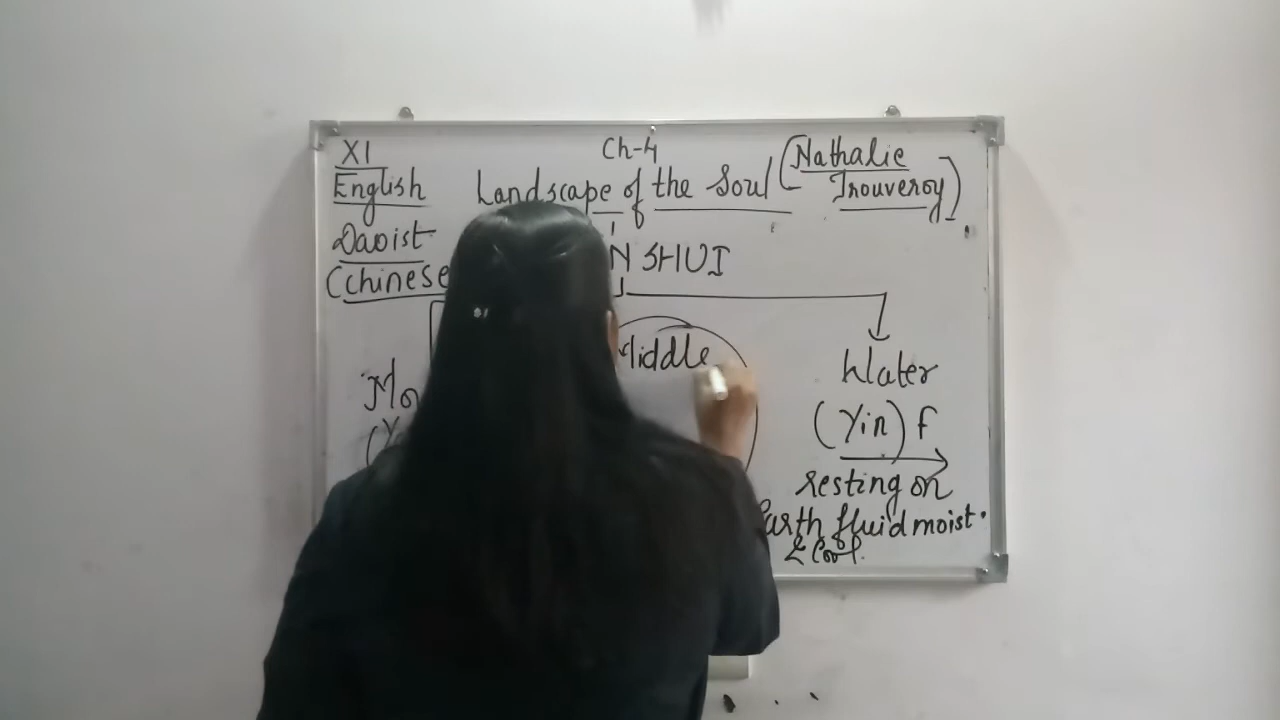 XI
Ch-4
English
Landscape of the Soul (Nathalie
Trouveroy)
Daoist
(Chinese
N SHUI
Middle
Water
(Yin) F
resting on
Earth fluid moist
& Cool.